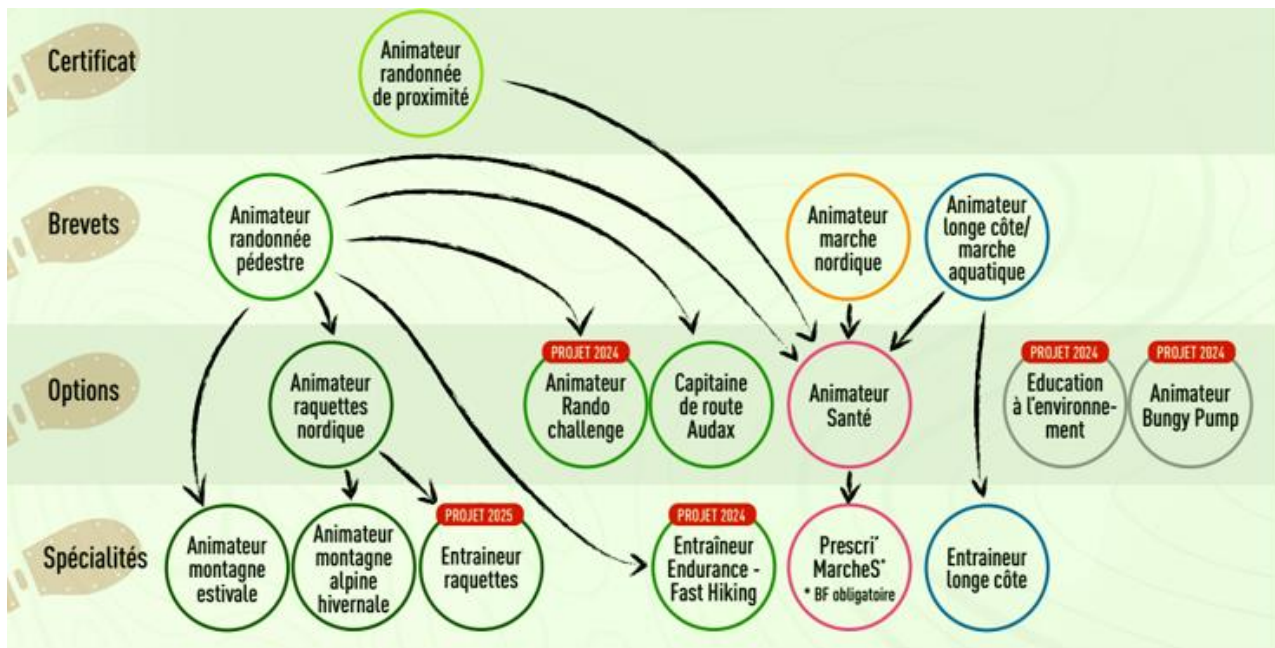 Certificat
Animateur
randonnée
de proximité
Brevets
Animateur
randonnée
pédestre
Animateur
marche
nordique
Animateur
longe côte/
marche
aquatique
Options
Animateur
raquettes
nordique
PROJET 2024
Animateur
Rando
challenge
Capitaine
de route
Audax
Animateur
Santé
PROJET 2024
Education
à l'environne-
ment
PROJET 2024
Animateur
Bungy Pump
Spécialités
Animateur
montagne
estivale
Animateur
montagne
alpine
hivernale
PROJET 2025
Entraineur
raquettes
PROJET 2024
Entraîneur
Endurance -
Fast Hiking
Prescri'
MarcheS*
* BF obligatoire
Entraineur
longe côte